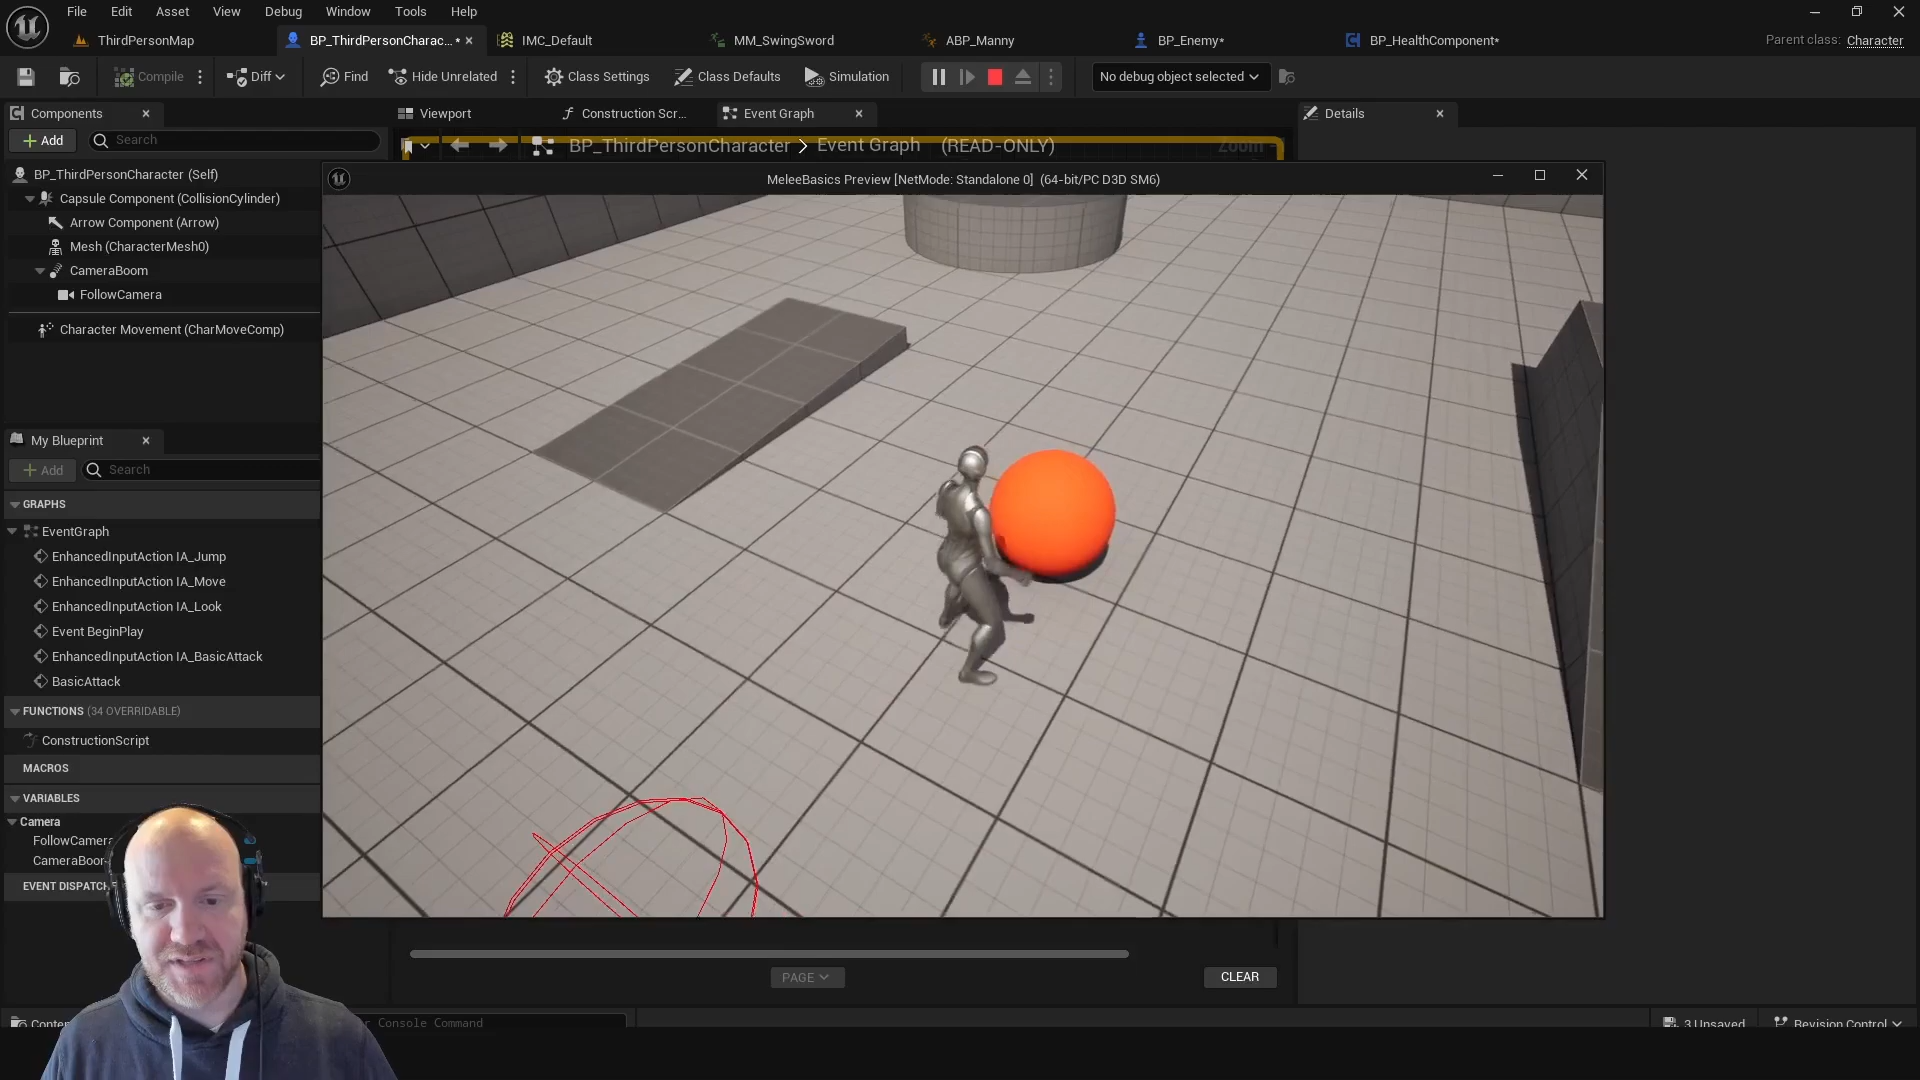 File Edit Asset View Debug Window Tools Help
ThirdPersonMap BP_ThirdPersonCharac...* IMC_Default MM_SwingSword ABP_Manny BP_Enemy* BP_HealthComponent* Parent class: Character
Compile Diff Find Hide Unrelated Class Settings Class Defaults Simulation No debug object selected
Components Viewport Construction Scr... Event Graph Details
Add Search BP_ThirdPersonCharacter > Event Graph (READ-ONLY) Zoom
BP_ThirdPersonCharacter (Self)
MeleeBasics Preview [NetMode: Standalone 0] (64-bit/PC D3D SM6)
Capsule Component (CollisionCylinder)
Arrow Component (Arrow)
Mesh (CharacterMesh0)
CameraBoom
FollowCamera
Character Movement (CharMoveComp)
My Blueprint
Add Search
GRAPHS
EventGraph
EnhancedInputAction IA_Jump
EnhancedInputAction IA_Move
EnhancedInputAction IA_Look
Event BeginPlay
EnhancedInputAction IA_BasicAttack
BasicAttack
FUNCTIONS (34 OVERRIDABLE)
ConstructionScript
MACROS
VARIABLES
Camera
FollowCamera
CameraBoo
EVENT DISPATCH
PAGE CLEAR
Conten r Console Command 3 Unsaved Revision Control